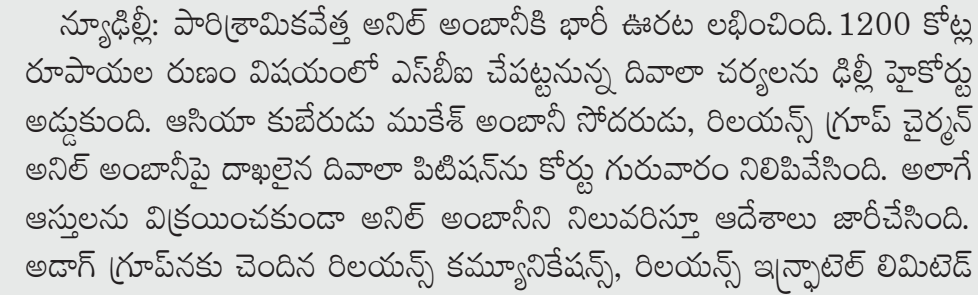 న్యూఢిల్లీ: పారిశ్రామికవేత్త అనిల్ అంబానీకి భారీ ఊరట లభించింది. 1200 కోట్ల
రూపాయల రుణం విషయంలో ఎస్‌బీఐ చేపట్టనున్న దివాలా చర్యలను ఢిల్లీ హైకోర్టు
అడ్డుకుంది. ఆసియా కుబేరుడు ముకేశ్ అంబానీ సోదరుడు, రిలయన్స్ గ్రూప్ చైర్మన్
అనిల్ అంబానీపై దాఖలైన దివాలా పిటిషన్‌ను కోర్టు గురువారం నిలిపివేసింది. అలాగే
ఆస్తులను విక్రయించకుండా అనిల్ అంబానీని నిలువరిస్తూ ఆదేశాలు జారీచేసింది.
అడాగ్ గ్రూప్‌నకు చెందిన రిలయన్స్ కమ్యూనికేషన్స్, రిలయన్స్ ఇన్ఫ్రాటెల్ లిమిటెడ్